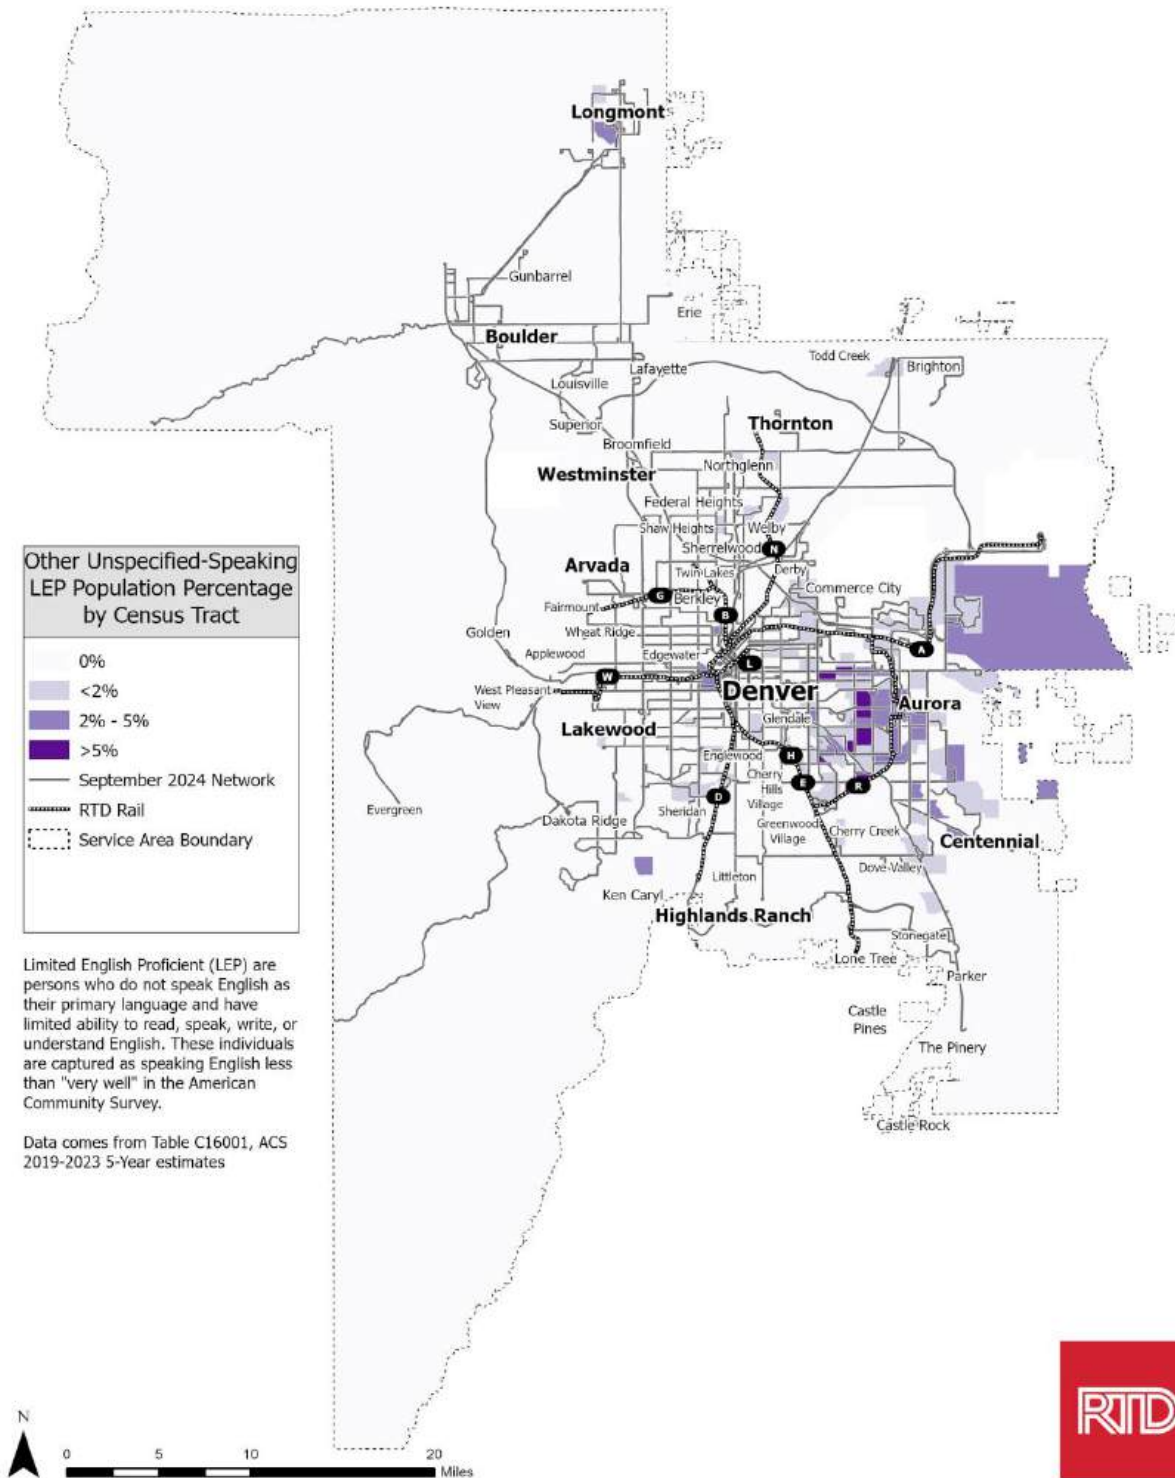 Longmont
Gunbarrel
Erie
Boulder
Todd Creek
Brighton
Lafayette
Louisville
Superior
Thornton
Broomfield
Westminster
Northglenn
Federal Heights
Shaw Heights
Welby
Sherrelwood
N
Arvada
Twin Lakes
Derby
Commerce City
G
Berkley
Fairmount
B
Golden
Wheat Ridge
Applewood
Edgewater
A
L
W
West Pleasant
View
Denver
Aurora
Lakewood
Glendale
Englewood
H
Cherry
Hills
Village
E
R
D
Evergreen
Sheridan
Dakota Ridge
Greenwood
Village
Cherry Creek
Centennial
Dove Valley
Littleton
Ken Caryl
Highlands Ranch
Stonegate
Lone Tree
Parker
Castle
Pines
The Pinery
Castle Rock
Other Unspecified-Speaking
LEP Population Percentage
by Census Tract
0%
<2%
2% - 5%
>5%
September 2024 Network
RTD Rail
Service Area Boundary
Limited English Proficient (LEP) are
persons who do not speak English as
their primary language and have
limited ability to read, speak, write, or
understand English. These individuals
are captured as speaking English less
than "very well" in the American
Community Survey.
Data comes from Table C16001, ACS
2019-2023 5-Year estimates
N
0 5 10 20
Miles
RTD